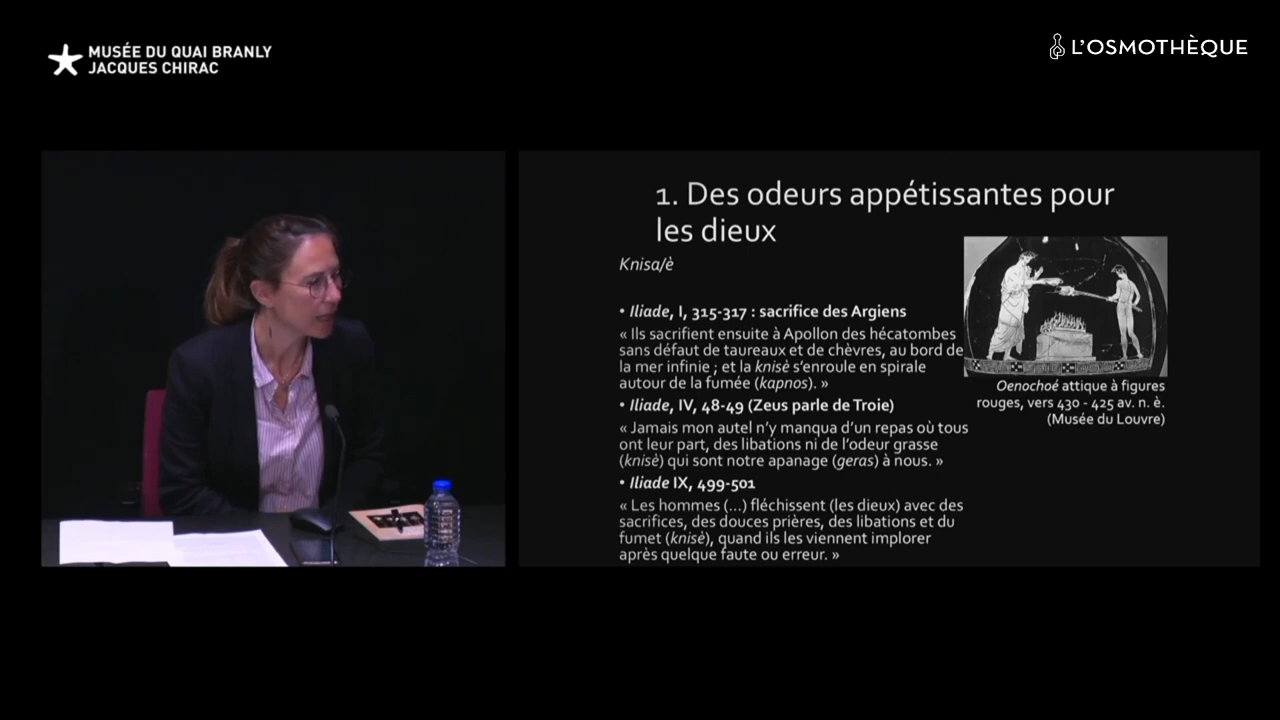 MUSÉE DU QUAI BRANLY
JACQUES CHIRAC
L'OSMOTHÈQUE
1. Des odeurs appétissantes pour
les dieux
Knisa/è
• Iliade, I, 315-317 : sacrifice des Argiens
« Ils sacrifient ensuite à Apollon des hécatombes
sans défaut de taureaux et de chèvres, au bord de
la mer infinie ; et la knisè s'enroule en spirale
autour de la fumée (kapnos). »
• Iliade, IV, 48-49 (Zeus parle de Troie)
« Jamais mon autel n'y manqua d'un repas où tous
ont leur part, des libations ni de l'odeur grasse
(knisè) qui sont notre apanage (geras) à nous. »
• Iliade IX, 499-501
« Les hommes (...) fléchissent (les dieux) avec des
sacrifices, des douces prières, des libations et du
fumet (knisè), quand ils les viennent implorer
après quelque faute ou erreur. »
Oenochoé attique à figures
rouges, vers 430 - 425 av. n. è.
(Musée du Louvre)